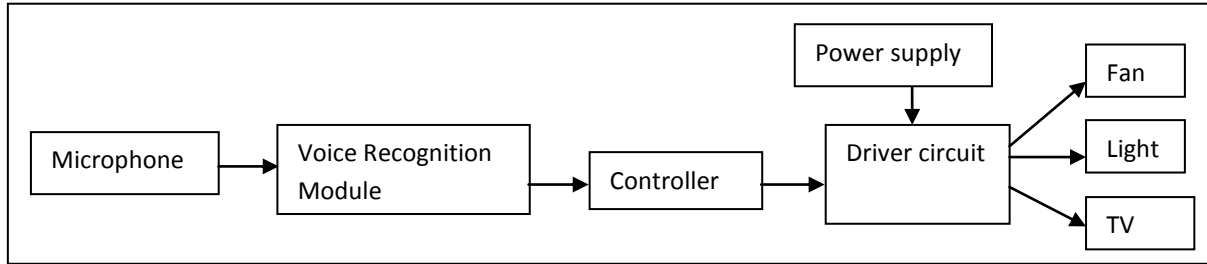 Microphone
Voice Recognition
Module
Controller
Power supply
Driver circuit
Fan
Light
TV